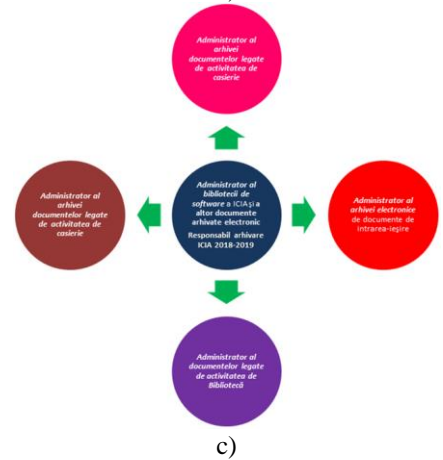 Administrator al
arhivei
documentelor legate
de activitatea de
casierie
Administrator al
arhivei
documentelor legate
de activitatea de
casierie
Administrator al
bibliotecii de
software a ICIA și a
altor documente
arhivate electronic
Responsabil arhivare
ICIA 2018-2019
Administrator al
arhivei electronice
de documente de
intrarea-ieșire
Administrator al
documentelor legate
de activitatea de
Bibliotecă
c)